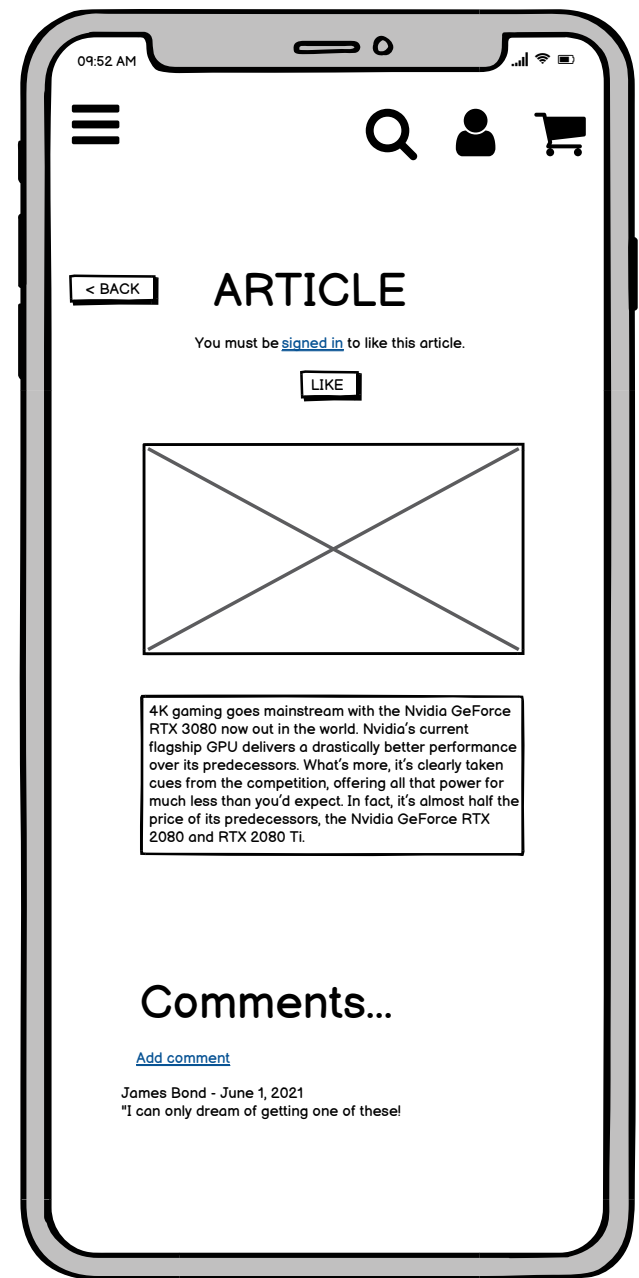 09:52 AM
< BACK
ARTICLE
You must be signed in to like this article.
LIKE
4K gaming goes mainstream with the Nvidia GeForce
RTX 3080 now out in the world. Nvidia's current
flagship GPU delivers a drastically better performance
over its predecessors. What's more, it's clearly taken
cues from the competition, offering all that power for
much less than you'd expect. In fact, it's almost half the
price of its predecessors, the Nvidia GeForce RTX
2080 and RTX 2080 Ti.
Comments...
Add comment
James Bond - June 1, 2021
"I can only dream of getting one of these!